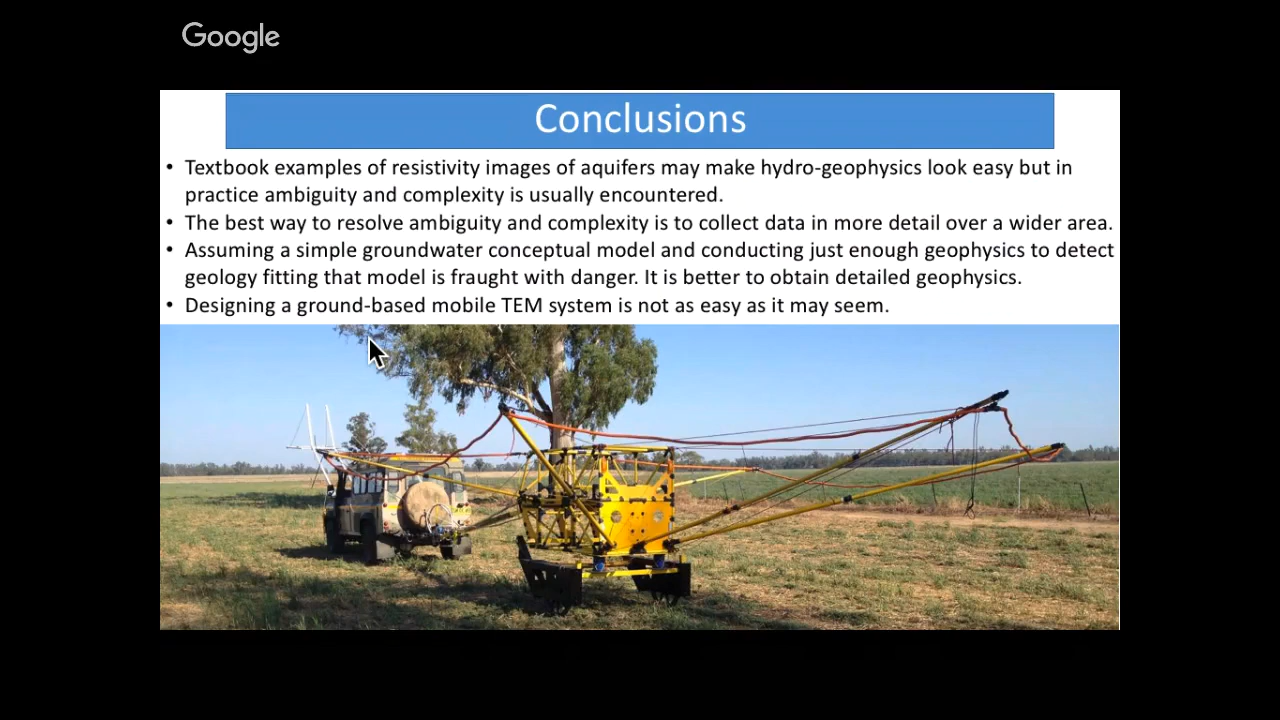 Google
Conclusions
• Textbook examples of resistivity images of aquifers may make hydro-geophysics look easy but in
practice ambiguity and complexity is usually encountered.
• The best way to resolve ambiguity and complexity is to collect data in more detail over a wider area.
• Assuming a simple groundwater conceptual model and conducting just enough geophysics to detect
geology fitting that model is fraught with danger. It is better to obtain detailed geophysics.
• Designing a ground-based mobile TEM system is not as easy as it may seem.